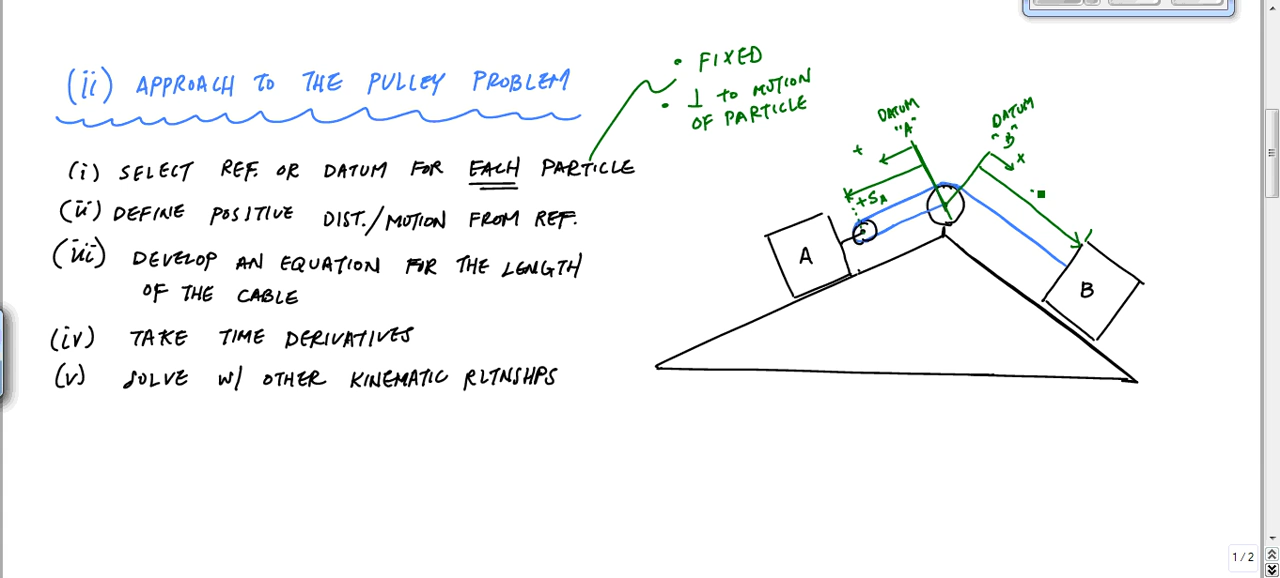 (ii) APPROACH TO THE PULLEY PROBLEM
• FIXED
• ⊥ to MOTION
OF PARTICLE
(i) SELECT REF. OR DATUM FOR EACH PARTICLE
(ii) DEFINE POSITIVE DIST./MOTION FROM REF.
(iii) DEVELOP AN EQUATION FOR THE LENGTH
OF THE CABLE
(iv) TAKE TIME DERIVATIVES
(v) SOLVE W/ OTHER KINEMATIC RLTNSHPS
DATUM
"A"
DATUM
"B"
+
+
+SA
A
B
1 / 2